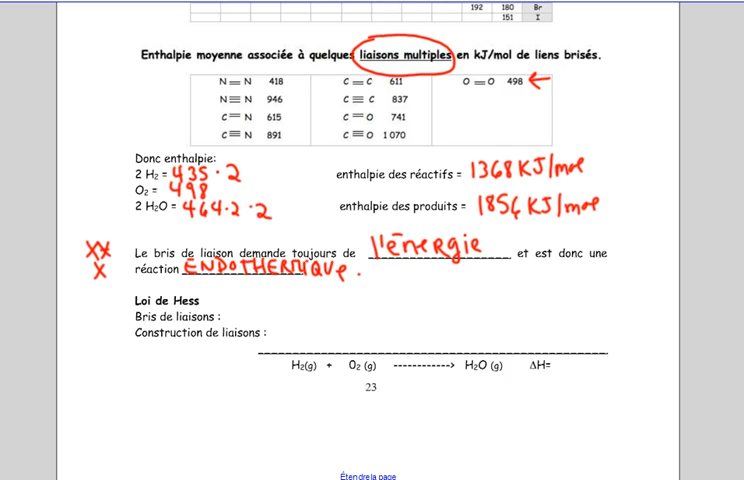 192 180 Br
151 I
Enthalpie moyenne associée à quelques liaisons multiples en kJ/mol de liens brisés.
N=N 418 C=C 611 O=O 498 ←
N≡N 946 C≡C 837
C=N 615 C=O 741
C≡N 891 C≡O 1 070
Donc enthalpie:
2 H₂ = 435 · 2 enthalpie des réactifs = 1368 KJ/mol
O₂ = 498
2 H₂O = 464·2 ·2 enthalpie des produits = 1856 KJ/mol
XX Le bris de liaison demande toujours de l'énergie et est donc une
X réaction ENDOTHERMIQUE.
Loi de Hess
Bris de liaisons :
Construction de liaisons :
H₂(g) + O₂ (g) ------------> H₂O (g) ΔH=
23
Étendre la page